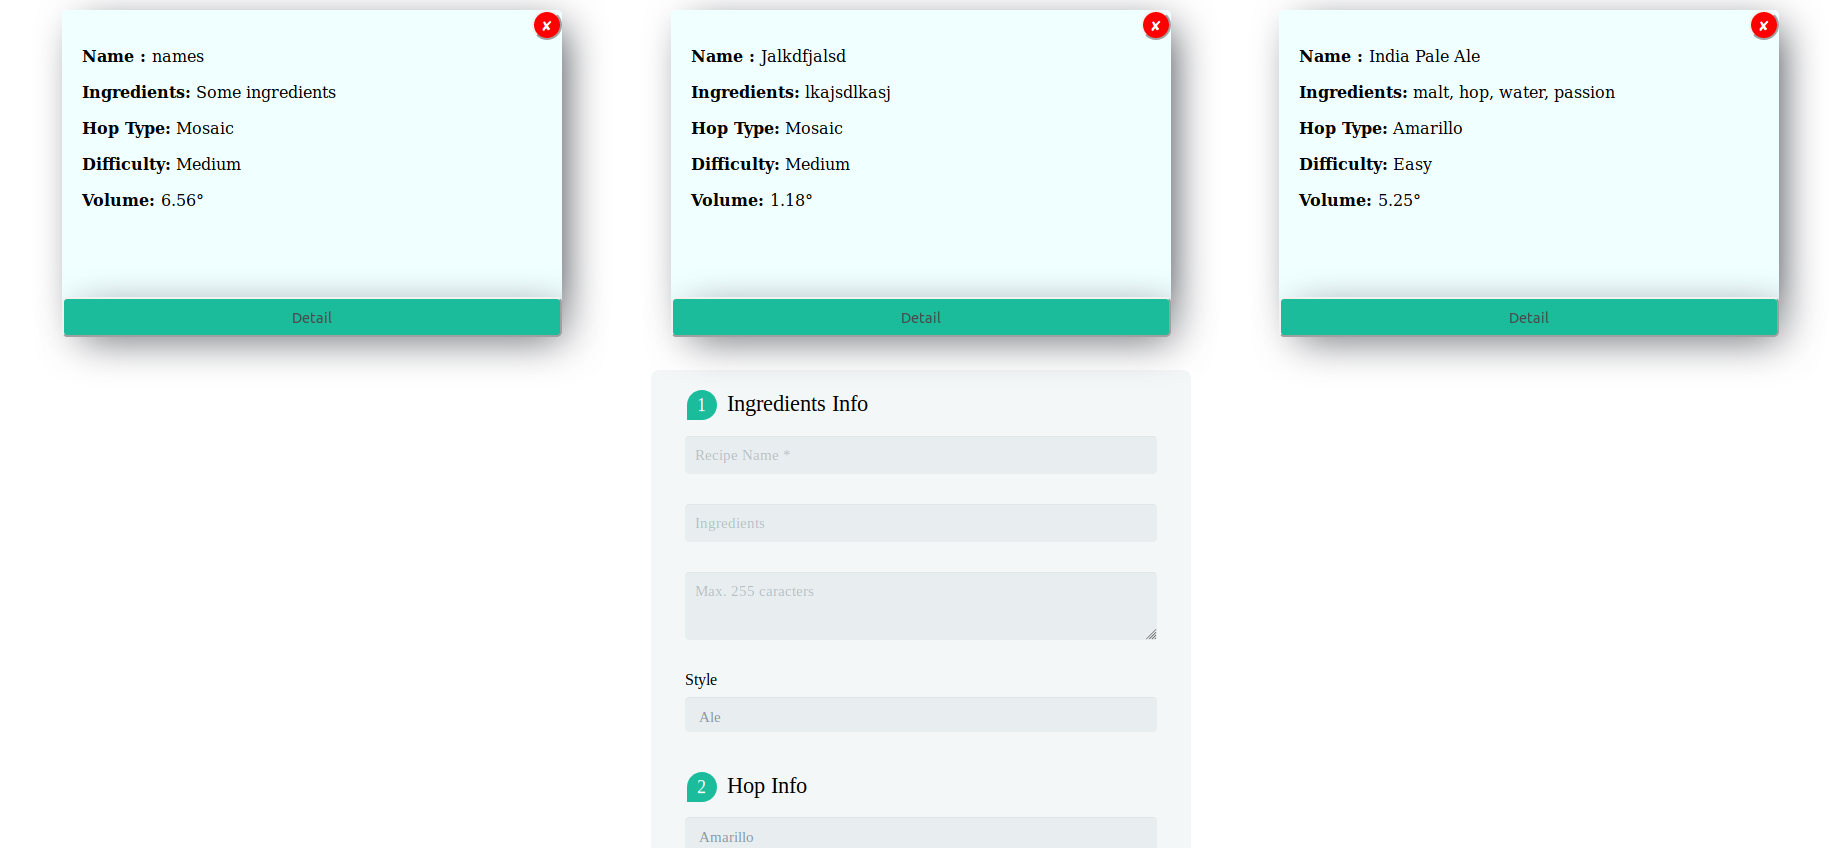 ✘
Name : names
Ingredients: Some ingredients
Hop Type: Mosaic
Difficulty: Medium
Volume: 6.56°
Detail
✘
Name : Jalkdfjalsd
Ingredients: lkajsdlkasj
Hop Type: Mosaic
Difficulty: Medium
Volume: 1.18°
Detail
✘
Name : India Pale Ale
Ingredients: malt, hop, water, passion
Hop Type: Amarillo
Difficulty: Easy
Volume: 5.25°
Detail
1 Ingredients Info
Recipe Name *
Ingredients
Max. 255 caracters
Style
Ale
2 Hop Info
Amarillo